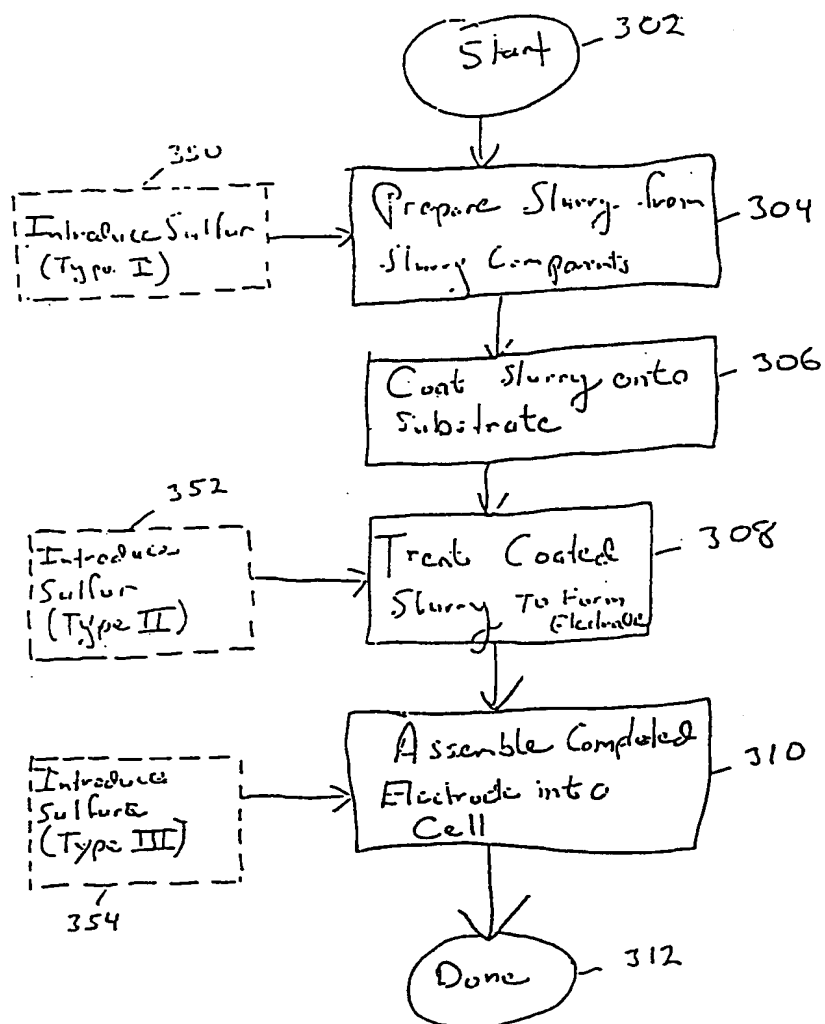 Start
302
350
Introduce Sulfur
(Type I)
Prepare Slurry from
Slurry Components
304
Coat Slurry onto
Substrate
306
352
Introduce
Sulfur
(Type II)
Treat Coated
Slurry To Form
Electrode
308
Introduce
Sulfur
(Type III)
354
Assemble Completed
Electrode into
Cell
310
Done
312